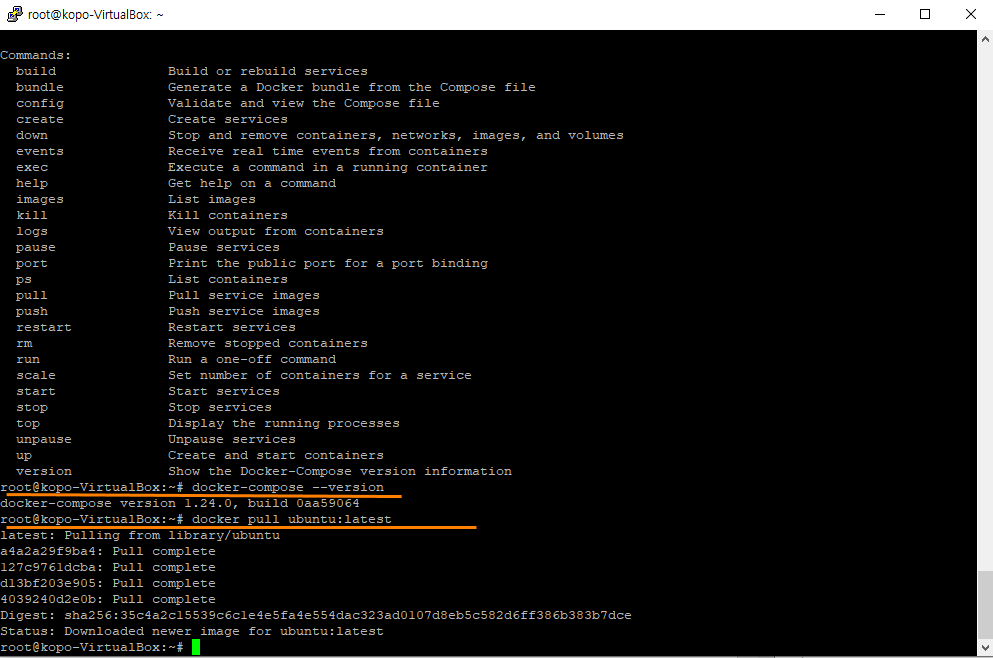 root@kopo-VirtualBox: ~
Commands:
build Build or rebuild services
bundle Generate a Docker bundle from the Compose file
config Validate and view the Compose file
create Create services
down Stop and remove containers, networks, images, and volumes
events Receive real time events from containers
exec Execute a command in a running container
help Get help on a command
images List images
kill Kill containers
logs View output from containers
pause Pause services
port Print the public port for a port binding
ps List containers
pull Pull service images
push Push service images
restart Restart services
rm Remove stopped containers
run Run a one-off command
scale Set number of containers for a service
start Start services
stop Stop services
top Display the running processes
unpause Unpause services
up Create and start containers
version Show the Docker-Compose version information
root@kopo-VirtualBox:~# docker-compose --version
docker-compose version 1.24.0, build 0aa59064
root@kopo-VirtualBox:~# docker pull ubuntu:latest
latest: Pulling from library/ubuntu
a4a2a29f9ba4: Pull complete
127c9761dcba: Pull complete
d13bf203e905: Pull complete
4039240d2e0b: Pull complete
Digest: sha256:35c4a2c15539c6c1e4e5fa4e554dac323ad0107d8eb5c582d6ff386b383b7dce
Status: Downloaded newer image for ubuntu:latest
root@kopo-VirtualBox:~#